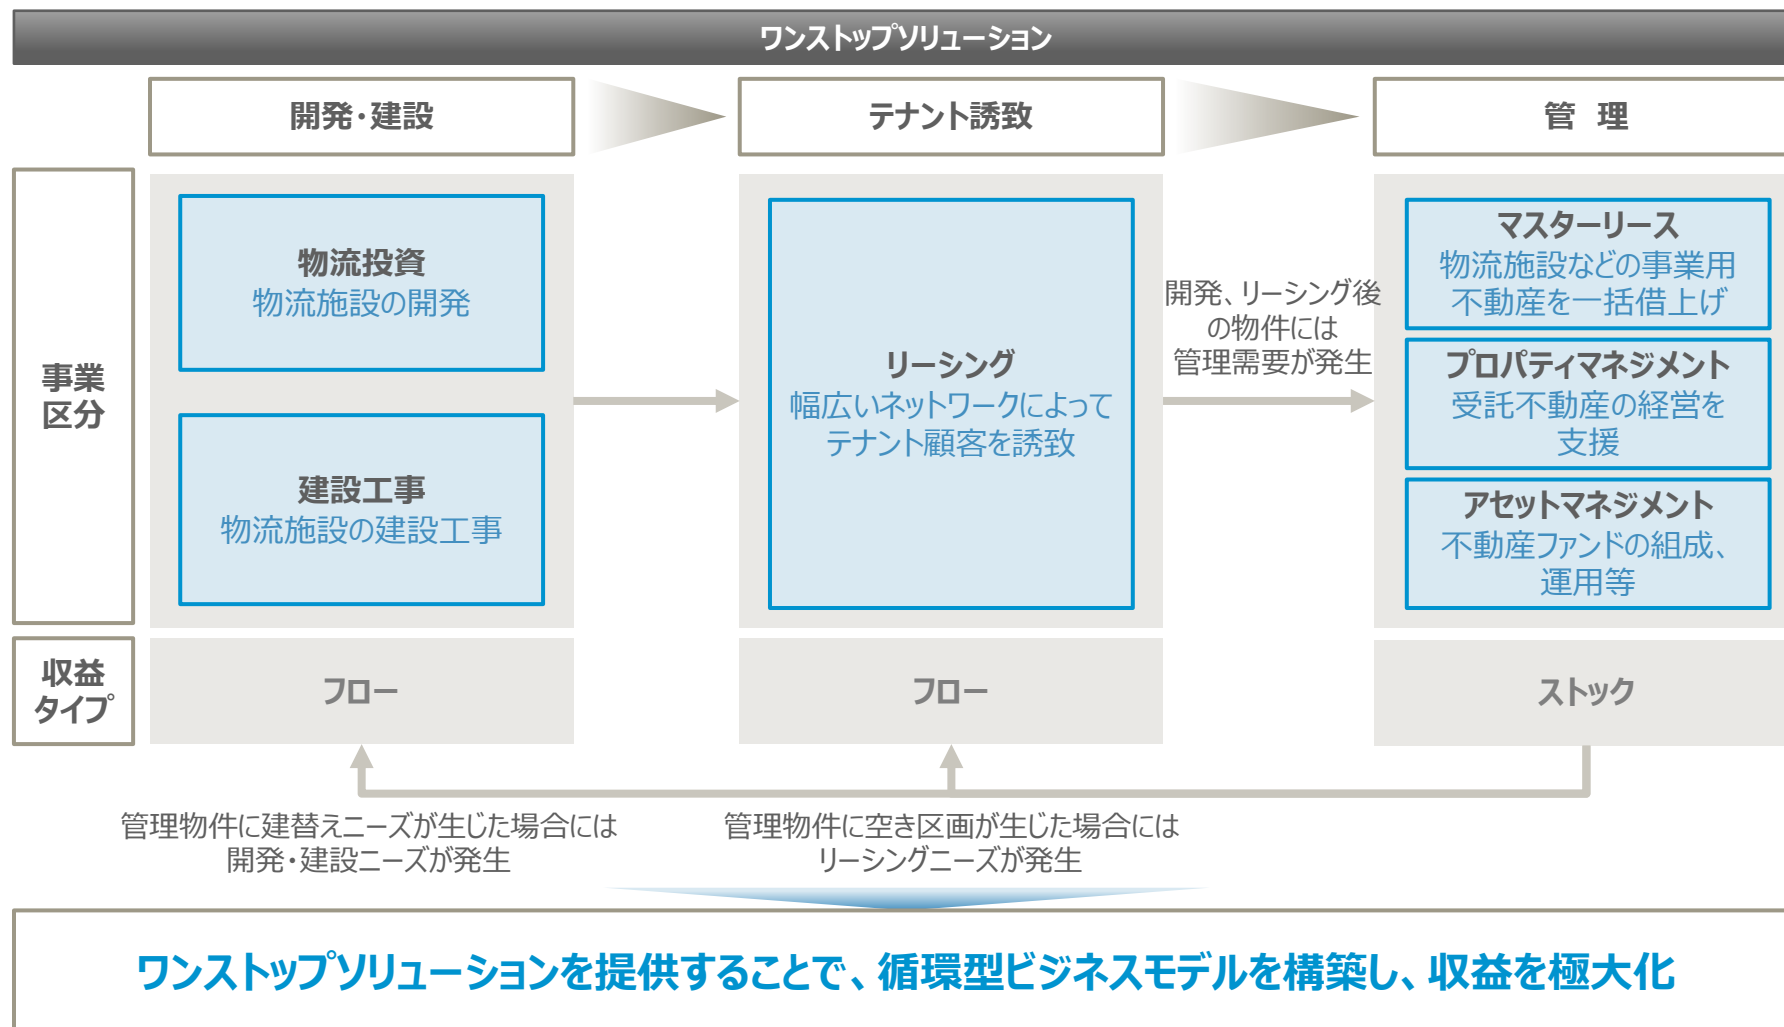 ワンストップソリューション
開発・建設
テナント誘致
管 理
事業
区分
物流投資
物流施設の開発
建設工事
物流施設の建設工事
リーシング
幅広いネットワークによって
テナント顧客を誘致
開発、リーシング後
の物件には
管理需要が発生
マスターリース
物流施設などの事業用
不動産を一括借上げ
プロパティマネジメント
受託不動産の経営を
支援
アセットマネジメント
不動産ファンドの組成、
運用等
収益
タイプ
フロー
フロー
ストック
管理物件に建替えニーズが生じた場合には
開発・建設ニーズが発生
管理物件に空き区画が生じた場合には
リーシングニーズが発生
ワンストップソリューションを提供することで、循環型ビジネスモデルを構築し、収益を極大化